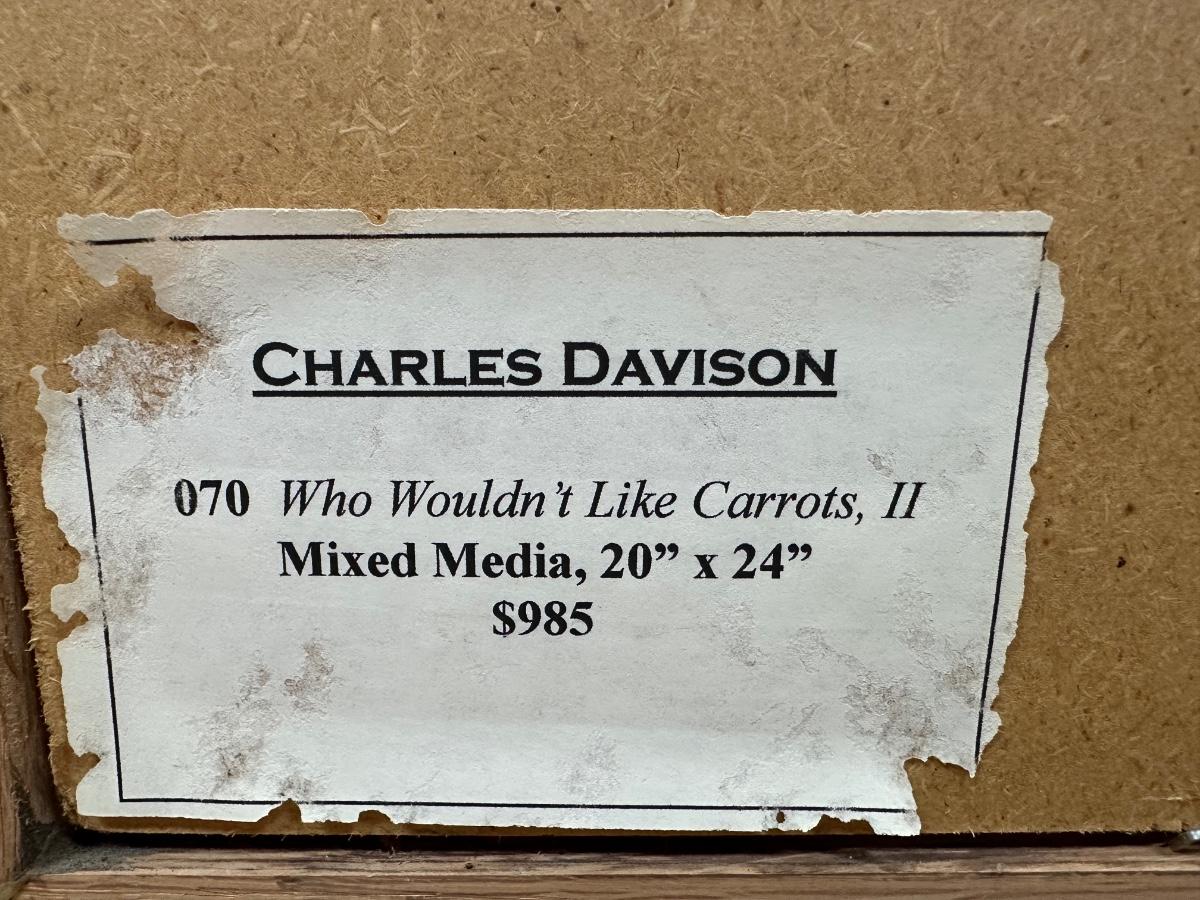 CHARLES DAVISON
070 Who Wouldn’t Like Carrots, II
Mixed Media, 20” x 24”
$985